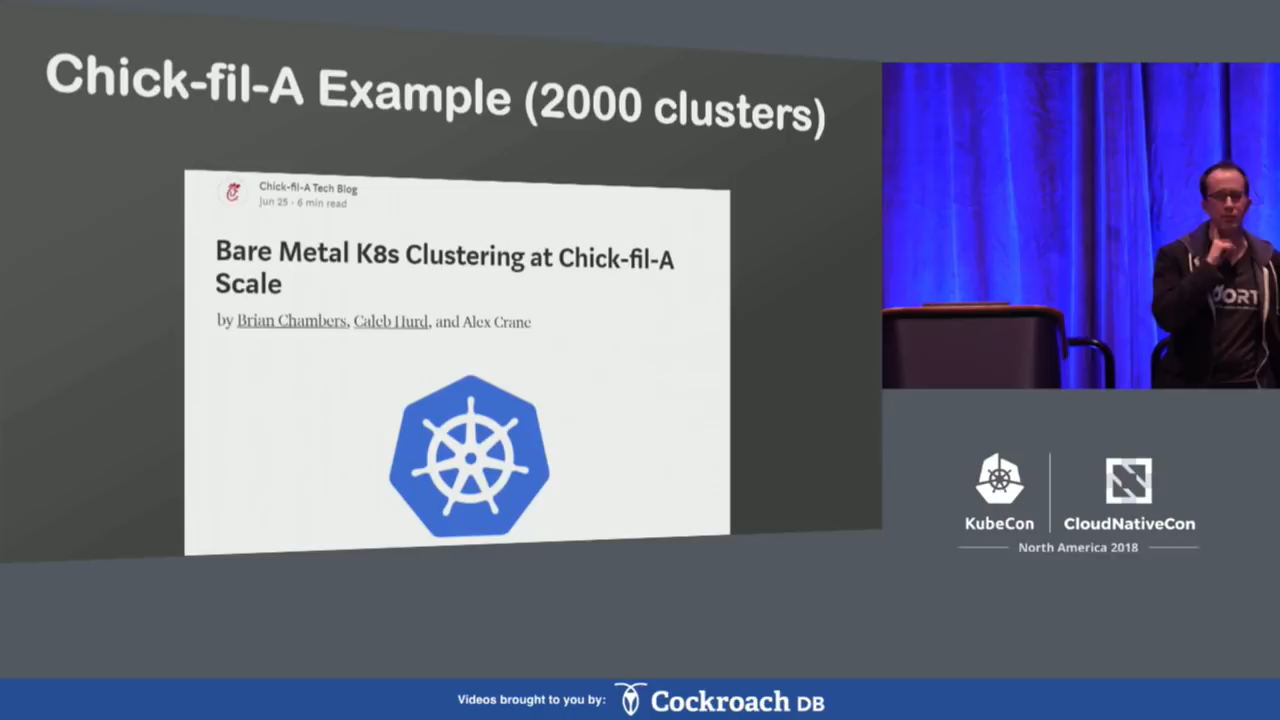 Chick-fil-A Example (2000 clusters)
Chick-fil-A Tech Blog
Jun 25 · 6 min read
Bare Metal K8s Clustering at Chick-fil-A
Scale
by Brian Chambers, Caleb Hurd, and Alex Crane
KubeCon
CloudNativeCon
North America 2018
Videos brought to you by:
Cockroach DB